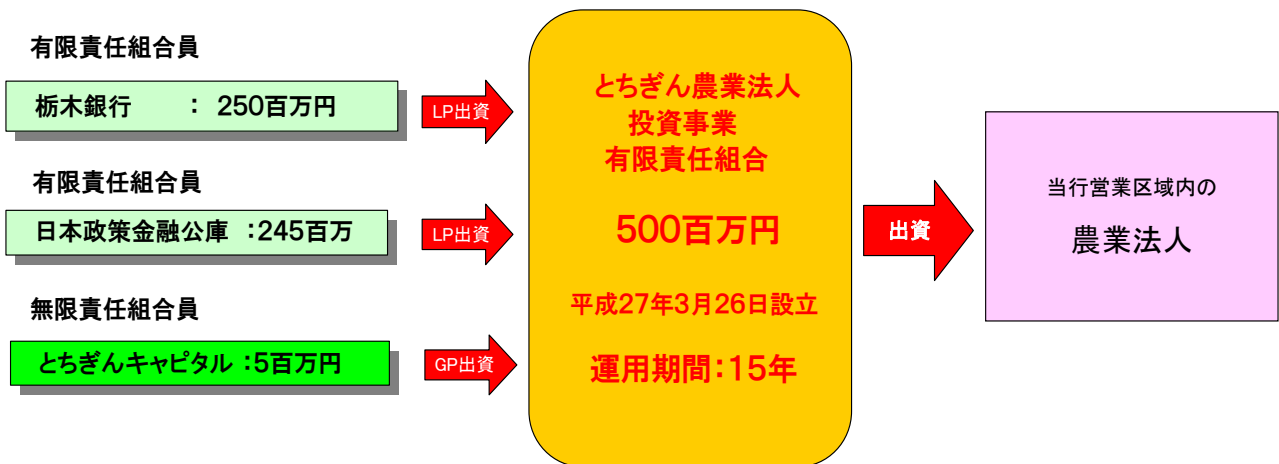 有限責任組合員
栃木銀行 : 250百万円
LP出資
有限責任組合員
日本政策金融公庫 :245百万
LP出資
無限責任組合員
とちぎんキャピタル :5百万円
GP出資
とちぎん農業法人
投資事業
有限責任組合
500百万円
平成27年3月26日設立
運用期間:15年
出資
当行営業区域内の
農業法人